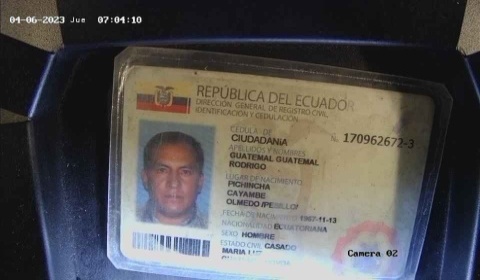 04-06-2023 Jue 07:04:10
REPÚBLICA DEL ECUADOR
DIRECCIÓN GENERAL DE REGISTRO CIVIL,
IDENTIFICACIÓN Y CEDULACIÓN
CÉDULA DE
CIUDADANÍA
N. 170962672-3
APELLIDOS Y NOMBRES
GUATEMAL GUATEMAL
RODRIGO
LUGAR DE NACIMIENTO
PICHINCHA
CAYAMBE
OLMEDO /PESILLO/
FECHA DE NACIMIENTO 1967-11-13
NACIONALIDAD ECUATORIANA
SEXO HOMBRE
ESTADO CIVIL CASADO
MARIA LUZ
Camera 02